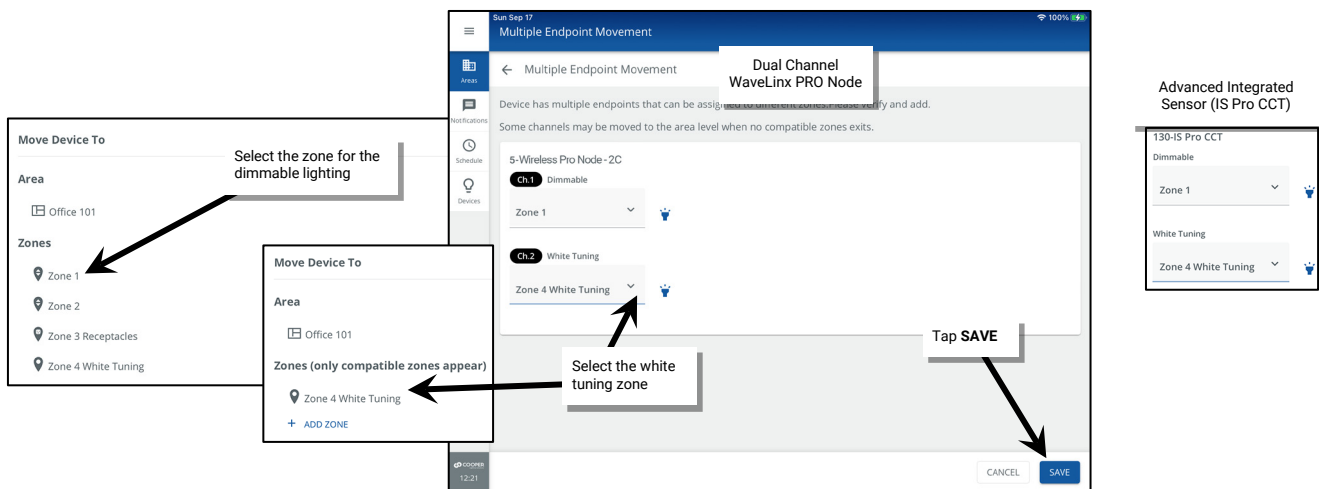 Move Device To
Area
Office 101
Zones
Zone 1
Zone 2
Zone 3 Receptacles
Zone 4 White Tuning
Select the zone for the
dimmable lighting
Move Device To
Area
Office 101
Zones (only compatible zones appear)
Zone 4 White Tuning
+ ADD ZONE
Sun Sep 17
100%
Multiple Endpoint Movement
Areas
Notifications
Schedule
Devices
COOPER
12:21
← Multiple Endpoint Movement
Dual Channel
WaveLinx PRO Node
Device has multiple endpoints that can be assigned to different zones.Please verify and add.
Some channels may be moved to the area level when no compatible zones exits.
5-Wireless Pro Node - 2C
Ch.1 Dimmable
Zone 1
Ch.2 White Tuning
Zone 4 White Tuning
Select the white
tuning zone
Tap SAVE
CANCEL
SAVE
Advanced Integrated
Sensor (IS Pro CCT)
130-IS Pro CCT
Dimmable
Zone 1
White Tuning
Zone 4 White Tuning